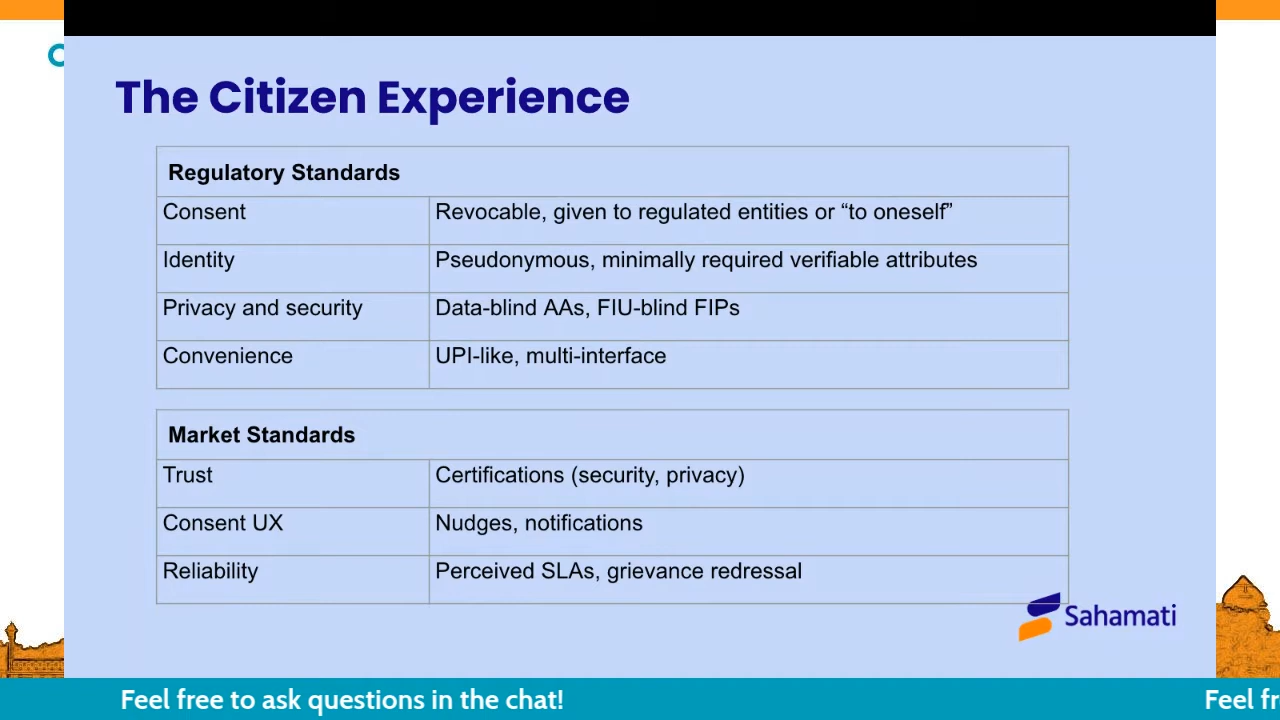 The Citizen Experience
Regulatory Standards
Consent Revocable, given to regulated entities or “to oneself”
Identity Pseudonymous, minimally required verifiable attributes
Privacy and security Data-blind AAs, FIU-blind FIPs
Convenience UPI-like, multi-interface
Market Standards
Trust Certifications (security, privacy)
Consent UX Nudges, notifications
Reliability Perceived SLAs, grievance redressal
Sahamati
Feel free to ask questions in the chat! Feel